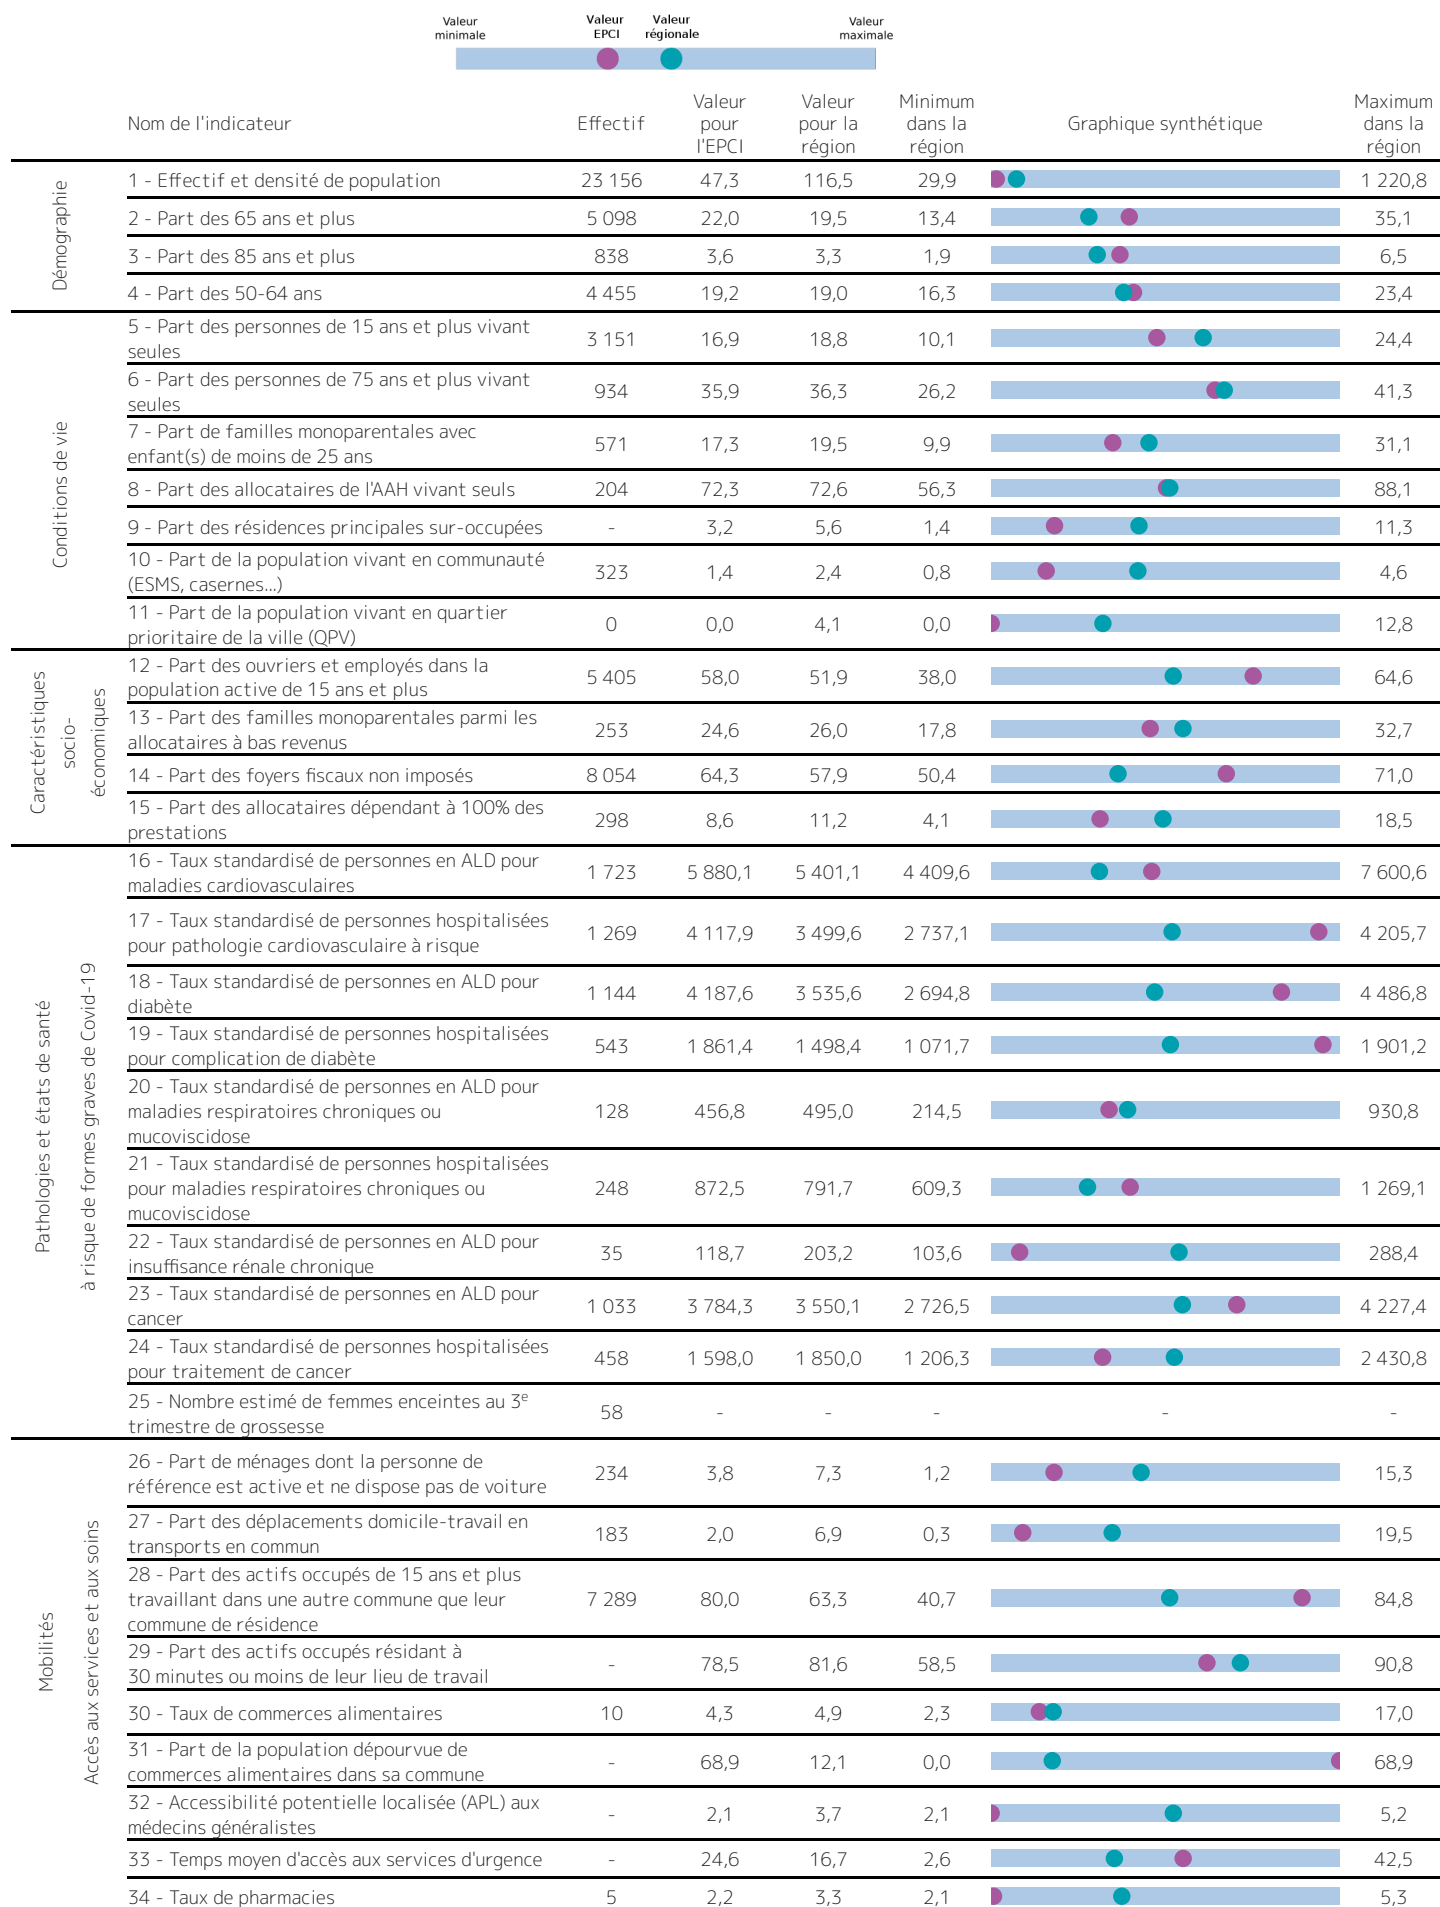 Valeur minimale
Valeur EPCI
Valeur régionale
Valeur maximale
Nom de l'indicateur
Effectif
Valeur pour l'EPCI
Valeur pour la région
Minimum dans la région
Graphique synthétique
Maximum dans la région
Démographie
1 - Effectif et densité de population 23 156 47,3 116,5 29,9 1 220,8
2 - Part des 65 ans et plus 5 098 22,0 19,5 13,4 35,1
3 - Part des 85 ans et plus 838 3,6 3,3 1,9 6,5
4 - Part des 50-64 ans 4 455 19,2 19,0 16,3 23,4
Conditions de vie
5 - Part des personnes de 15 ans et plus vivant
seules 3 151 16,9 18,8 10,1 24,4
6 - Part des personnes de 75 ans et plus vivant
seules 934 35,9 36,3 26,2 41,3
7 - Part de familles monoparentales avec
enfant(s) de moins de 25 ans 571 17,3 19,5 9,9 31,1
8 - Part des allocataires de l'AAH vivant seuls 204 72,3 72,6 56,3 88,1
9 - Part des résidences principales sur-occupées - 3,2 5,6 1,4 11,3
10 - Part de la population vivant en communauté
(ESMS, casernes...) 323 1,4 2,4 0,8 4,6
11 - Part de la population vivant en quartier
prioritaire de la ville (QPV) 0 0,0 4,1 0,0 12,8
Caractéristiques
socio-
économiques
12 - Part des ouvriers et employés dans la
population active de 15 ans et plus 5 405 58,0 51,9 38,0 64,6
13 - Part des familles monoparentales parmi les
allocataires à bas revenus 253 24,6 26,0 17,8 32,7
14 - Part des foyers fiscaux non imposés 8 054 64,3 57,9 50,4 71,0
15 - Part des allocataires dépendant à 100% des
prestations 298 8,6 11,2 4,1 18,5
Pathologies et états de santé
à risque de formes graves de Covid-19
16 - Taux standardisé de personnes en ALD pour
maladies cardiovasculaires 1 723 5 880,1 5 401,1 4 409,6 7 600,6
17 - Taux standardisé de personnes hospitalisées
pour pathologie cardiovasculaire à risque 1 269 4 117,9 3 499,6 2 737,1 4 205,7
18 - Taux standardisé de personnes en ALD pour
diabète 1 144 4 187,6 3 535,6 2 694,8 4 486,8
19 - Taux standardisé de personnes hospitalisées
pour complication de diabète 543 1 861,4 1 498,4 1 071,7 1 901,2
20 - Taux standardisé de personnes en ALD pour
maladies respiratoires chroniques ou
mucoviscidose 128 456,8 495,0 214,5 930,8
21 - Taux standardisé de personnes hospitalisées
pour maladies respiratoires chroniques ou
mucoviscidose 248 872,5 791,7 609,3 1 269,1
22 - Taux standardisé de personnes en ALD pour
insuffisance rénale chronique 35 118,7 203,2 103,6 288,4
23 - Taux standardisé de personnes en ALD pour
cancer 1 033 3 784,3 3 550,1 2 726,5 4 227,4
24 - Taux standardisé de personnes hospitalisées
pour traitement de cancer 458 1 598,0 1 850,0 1 206,3 2 430,8
25 - Nombre estimé de femmes enceintes au 3e
trimestre de grossesse 58 - - - - -
Mobilités
Accès aux services et aux soins
26 - Part de ménages dont la personne de
référence est active et ne dispose pas de voiture 234 3,8 7,3 1,2 15,3
27 - Part des déplacements domicile-travail en
transports en commun 183 2,0 6,9 0,3 19,5
28 - Part des actifs occupés de 15 ans et plus
travaillant dans une autre commune que leur
commune de résidence 7 289 80,0 63,3 40,7 84,8
29 - Part des actifs occupés résidant à
30 minutes ou moins de leur lieu de travail - 78,5 81,6 58,5 90,8
30 - Taux de commerces alimentaires 10 4,3 4,9 2,3 17,0
31 - Part de la population dépourvue de
commerces alimentaires dans sa commune - 68,9 12,1 0,0 68,9
32 - Accessibilité potentielle localisée (APL) aux
médecins généralistes - 2,1 3,7 2,1 5,2
33 - Temps moyen d'accès aux services d'urgence - 24,6 16,7 2,6 42,5
34 - Taux de pharmacies 5 2,2 3,3 2,1 5,3